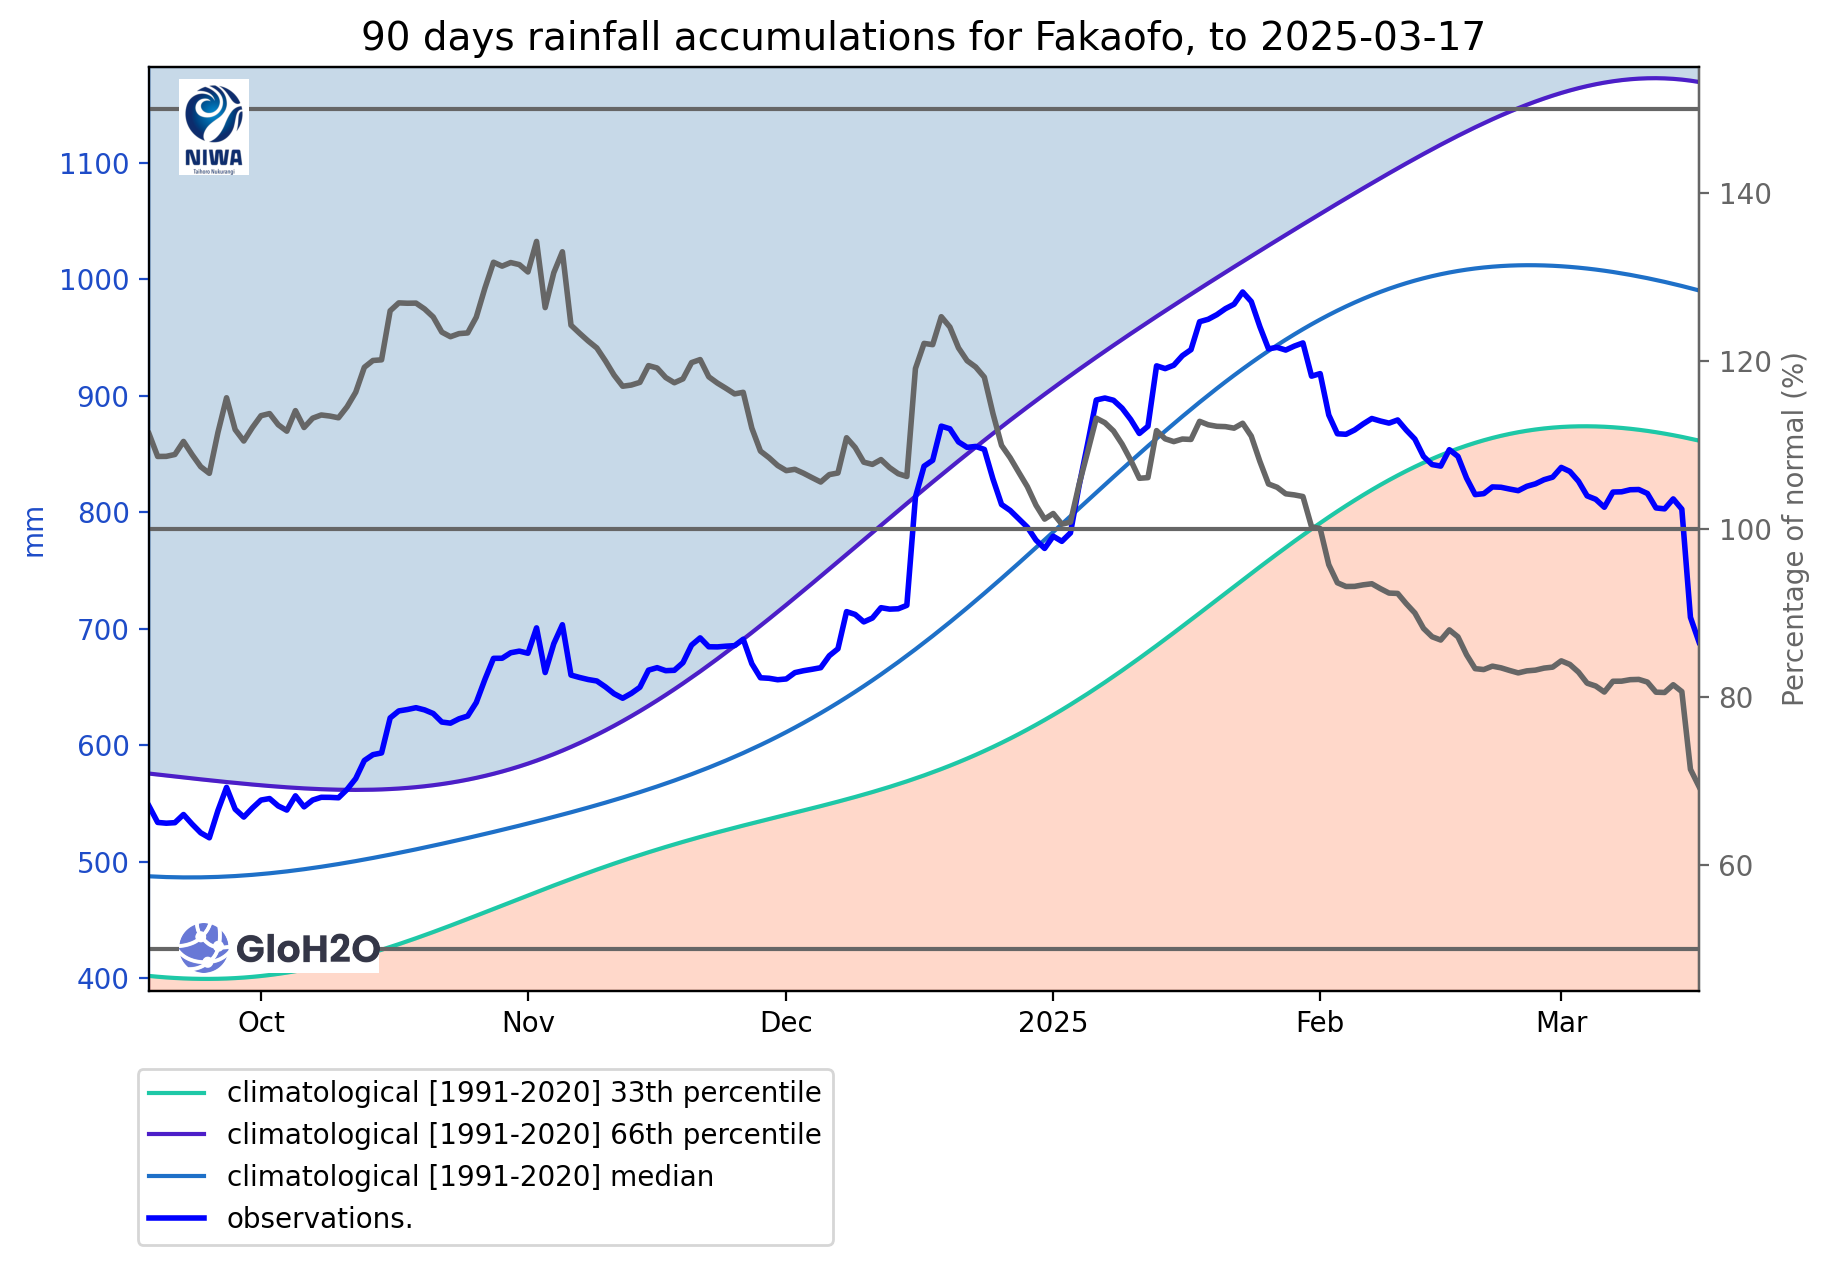 90 days rainfall accumulations for Fakaofo, to 2025-03-17
NIWA
Taihoro Nukurangi
1100
1000
900
800
700
600
500
400
mm
140
120
100
80
60
Percentage of normal (%)
GloH2O
Oct Nov Dec 2025 Feb Mar
climatological [1991-2020] 33th percentile
climatological [1991-2020] 66th percentile
climatological [1991-2020] median
observations.